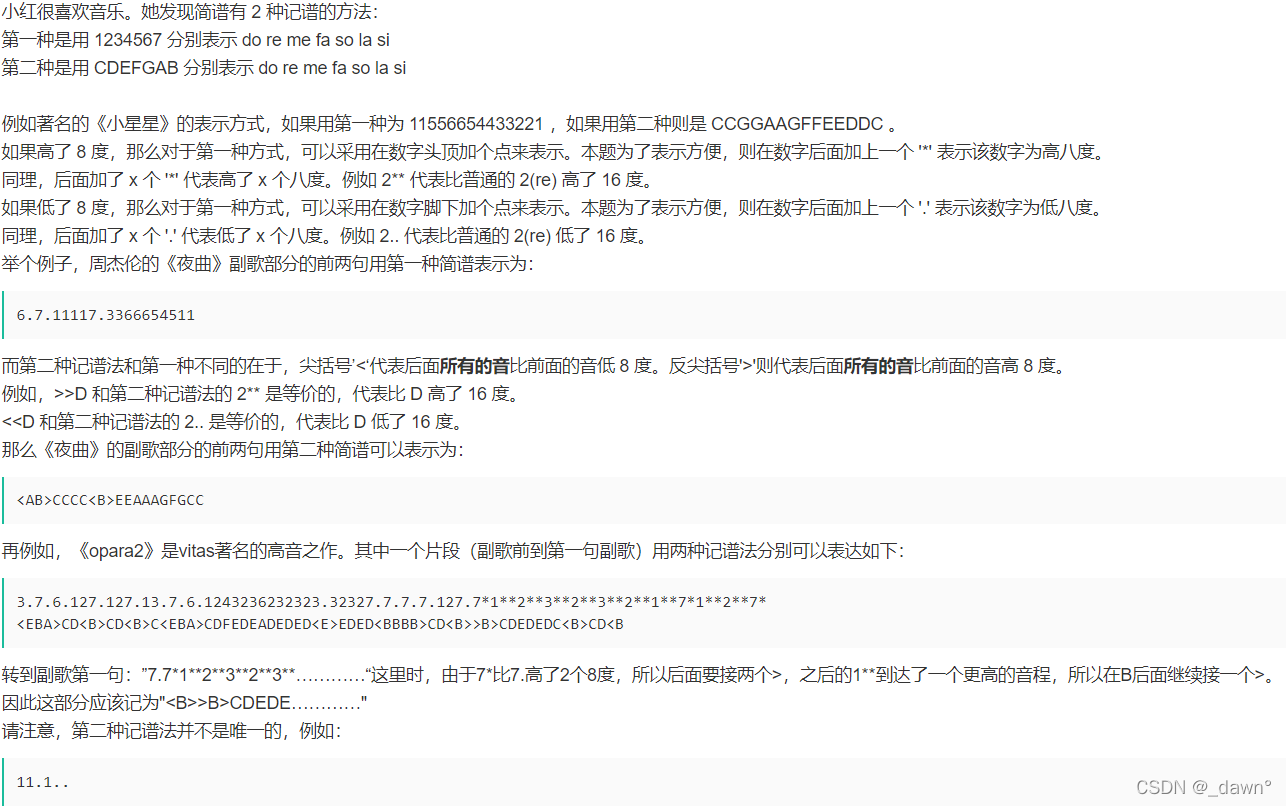 小红很喜欢音乐。她发现简谱有 2 种记谱的方法：
第一种是用 1234567 分别表示 do re me fa so la si
第二种是用 CDEFGAB 分别表示 do re me fa so la si
例如著名的《小星星》的表示方式，如果用第一种为 11556654433221 ，如果用第二种则是 CCGGAAGFFEEDDC 。
如果高了 8 度，那么对于第一种方式，可以采用在数字头顶加个点来表示。本题为了表示方便，则在数字后面加上一个 '*' 表示该数字为高八度。
同理，后面加了 x 个 '*' 代表高了 x 个八度。例如 2** 代表比普通的 2(re) 高了 16 度。
如果低了 8 度，那么对于第一种方式，可以采用在数字脚下加个点来表示。本题为了表示方便，则在数字后面加上一个 '.' 表示该数字为低八度。
同理，后面加了 x 个 '.' 代表低了 x 个八度。例如 2.. 代表比普通的 2(re) 低了 16 度。
举个例子，周杰伦的《夜曲》副歌部分的前两句用第一种简谱表示为：
6.7.11117.3366654511
而第二种记谱法和第一种不同的在于，尖括号’<‘代表后面所有的音比前面的音低 8 度。反尖括号'>'则代表后面所有的音比前面的音高 8 度。
例如，>>D 和第二种记谱法的 2** 是等价的，代表比 D 高了 16 度。
<<D 和第二种记谱法的 2.. 是等价的，代表比 D 低了 16 度。
那么《夜曲》的副歌部分的前两句用第二种简谱可以表示为：
<AB>CCCC<B>EEAAAGFGCC
再例如，《opara2》是vitas著名的高音之作。其中一个片段（副歌前到第一句副歌）用两种记谱法分别可以表达如下：
3.7.6.127.127.13.7.6.1243236232323.32327.7.7.7.127.7*1**2**3**2**3**2**1**7*1**2**7*
<EBA>CD<B>CD<B>C<EBA>CDFEDEADEDED<E>EDED<BBBB>CD<B>>B>CDEDEDC<B>CD<B
转到副歌第一句：”7.7*1**2**3**2**3**…………“这里时，由于7*比7.高了2个8度，所以后面要接两个>，之后的1**到达了一个更高的音程，所以在B后面继续接一个>。
因此这部分应该记为"<B>>B>CDEDE…………"
请注意，第二种记谱法并不是唯一的，例如：
11.1..
CSDN @_dawn°